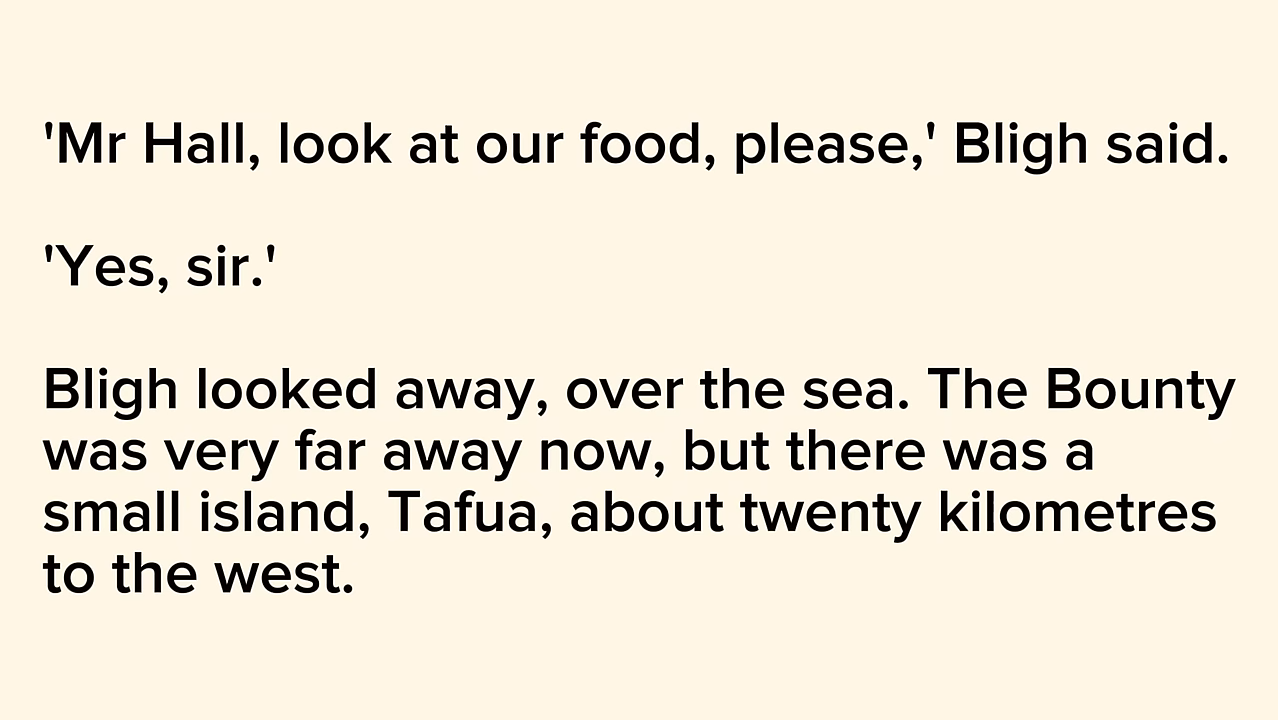 'Mr Hall, look at our food, please,' Bligh said.
'Yes, sir.'
Bligh looked away, over the sea. The Bounty
was very far away now, but there was a
small island, Tafua, about twenty kilometres
to the west.